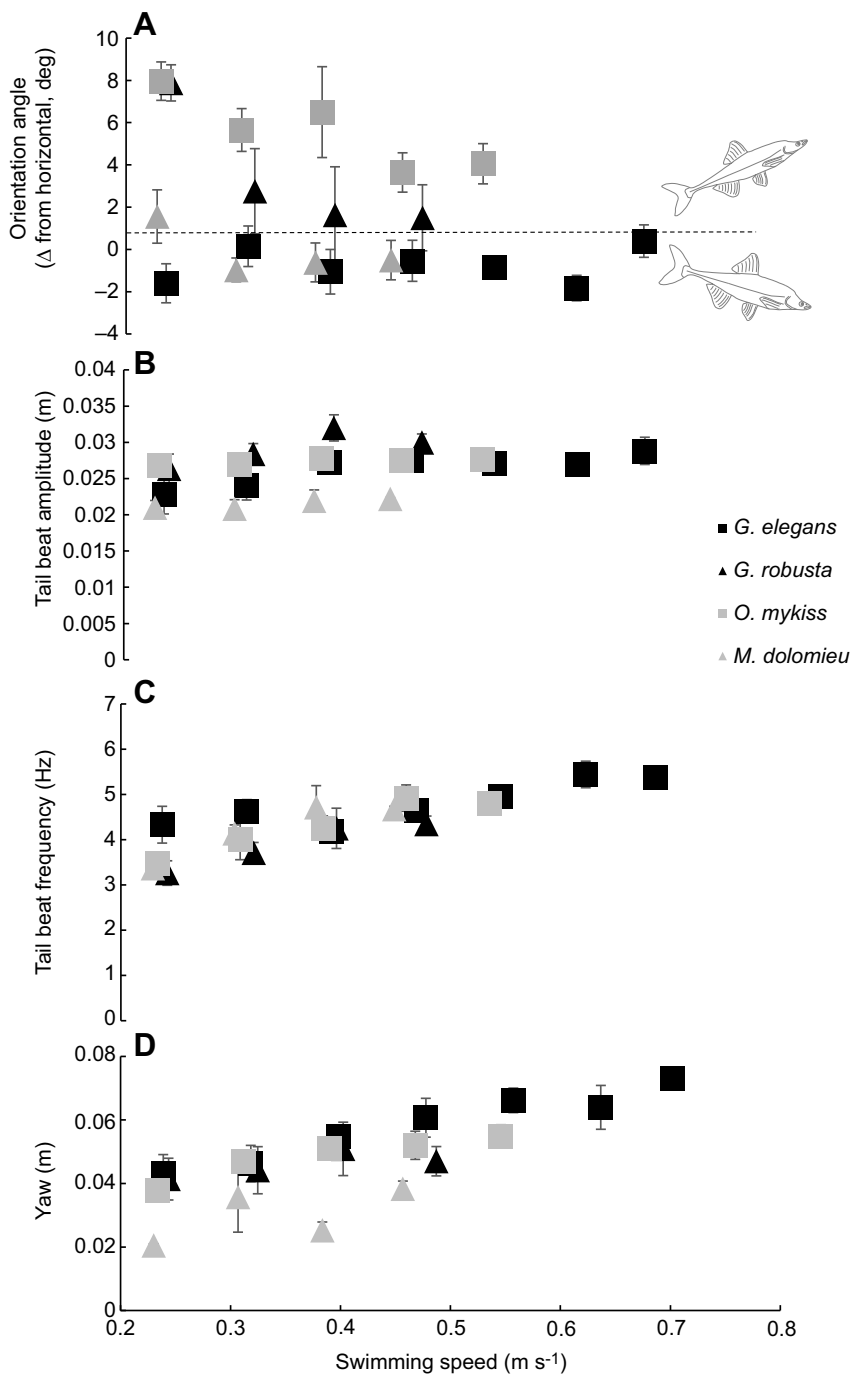 A
Orientation angle
(Δ from horizontal, deg)
10
8
6
4
2
0
–2
–4
B
Tail beat amplitude (m)
0.04
0.035
0.03
0.025
0.02
0.015
0.01
0.005
0
G. elegans
G. robusta
O. mykiss
M. dolomieu
C
Tail beat frequency (Hz)
7
6
5
4
3
2
1
0
D
Yaw (m)
0.08
0.06
0.04
0.02
0
0.2 0.3 0.4 0.5 0.6 0.7 0.8
Swimming speed (m s-1)